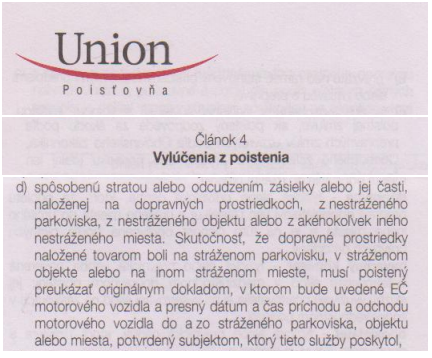 Union
Poisťovňa
Článok 4
Vylúčenia z poistenia
d) spôsobenú stratou alebo odcudzením zásielky alebo jej časti,
naloženej na dopravných prostriedkoch, z nestráženého
parkoviska, z nestráženého objektu alebo z akéhokoľvek iného
nestráženého miesta. Skutočnosť, že dopravné prostriedky
naložené tovarom boli na stráženom parkovisku, v stráženom
objekte alebo na inom stráženom mieste, musí poistený
preukázať originálnym dokladom, v ktorom bude uvedené EČ
motorového vozidla a presný dátum a čas príchodu a odchodu
motorového vozidla do a zo stráženého parkoviska, objektu
alebo miesta, potvrdený subjektom, ktorý tieto služby poskytol,